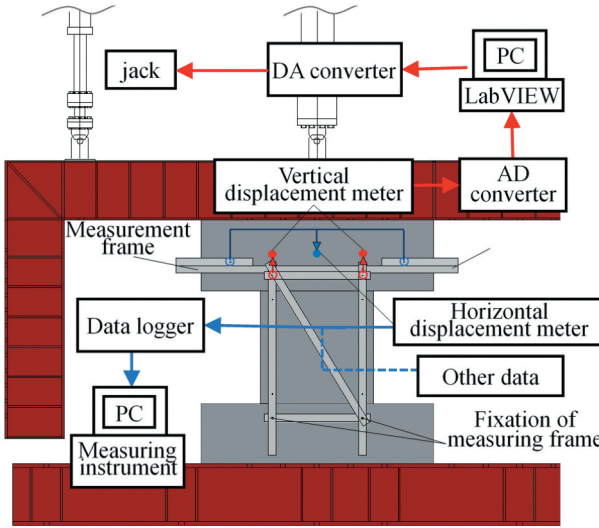 jack
DA converter
PC
LabVIEW
Vertical
displacement meter
AD
converter
Measurement
frame
Data logger
Horizontal
displacement meter
Other data
PC
Measuring
instrument
Fixation of
measuring frame